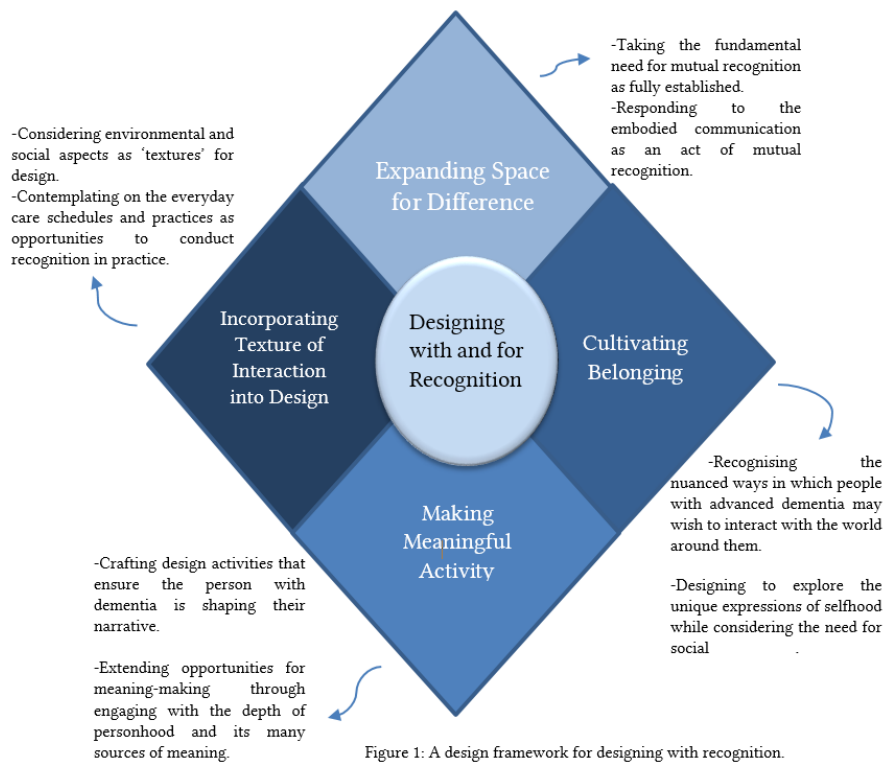 -Taking the fundamental
need for mutual recognition
as fully established.
-Responding to the
embodied communication
as an act of mutual
recognition.
-Considering environmental and
social aspects as ‘textures’ for
design.
-Contemplating on the everyday
care schedules and practices as
opportunities to conduct
recognition in practice.
Expanding Space
for Difference
Incorporating
Texture of
Interaction
into Design
Designing
with and for
Recognition
Cultivating
Belonging
-Recognising the
nuanced ways in which people
with advanced dementia may
wish to interact with the world
around them.
-Designing to explore the
unique expressions of selfhood
while considering the need for
social .
Making
Meaningful
Activity
-Crafting design activities that
ensure the person with
dementia is shaping their
narrative.
-Extending opportunities for
meaning-making through
engaging with the depth of
personhood and its many
sources of meaning.
Figure 1: A design framework for designing with recognition.